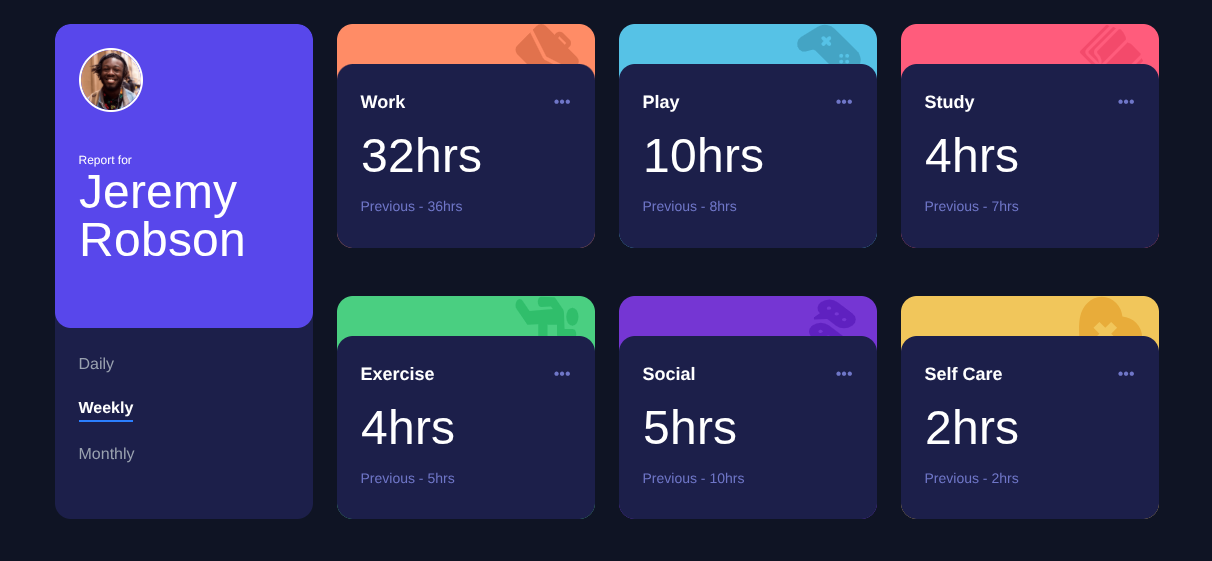 Report for
Jeremy
Robson
Daily
Weekly
Monthly
Work
32hrs
Previous - 36hrs
Play
10hrs
Previous - 8hrs
Study
4hrs
Previous - 7hrs
Exercise
4hrs
Previous - 5hrs
Social
5hrs
Previous - 10hrs
Self Care
2hrs
Previous - 2hrs